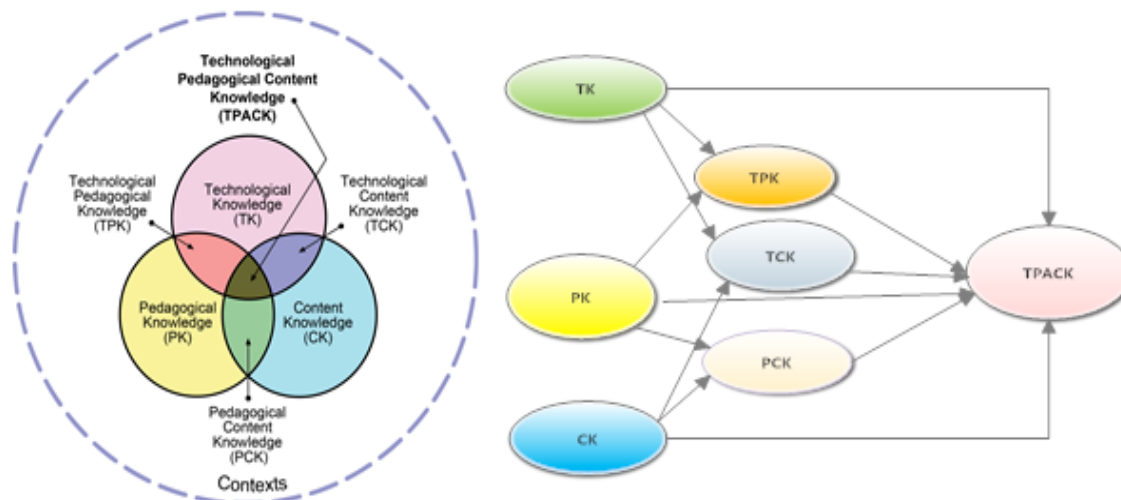 Technological
Pedagogical Content
Knowledge
(TPACK)
Technological
Pedagogical
Knowledge
(TPK)
Technological
Knowledge
(TK)
Technological
Content
Knowledge
(TCK)
Pedagogical
Knowledge
(PK)
Content
Knowledge
(CK)
Pedagogical
Content
Knowledge
(PCK)
Contexts
TK
TPK
TCK
PK
TPACK
PCK
CK